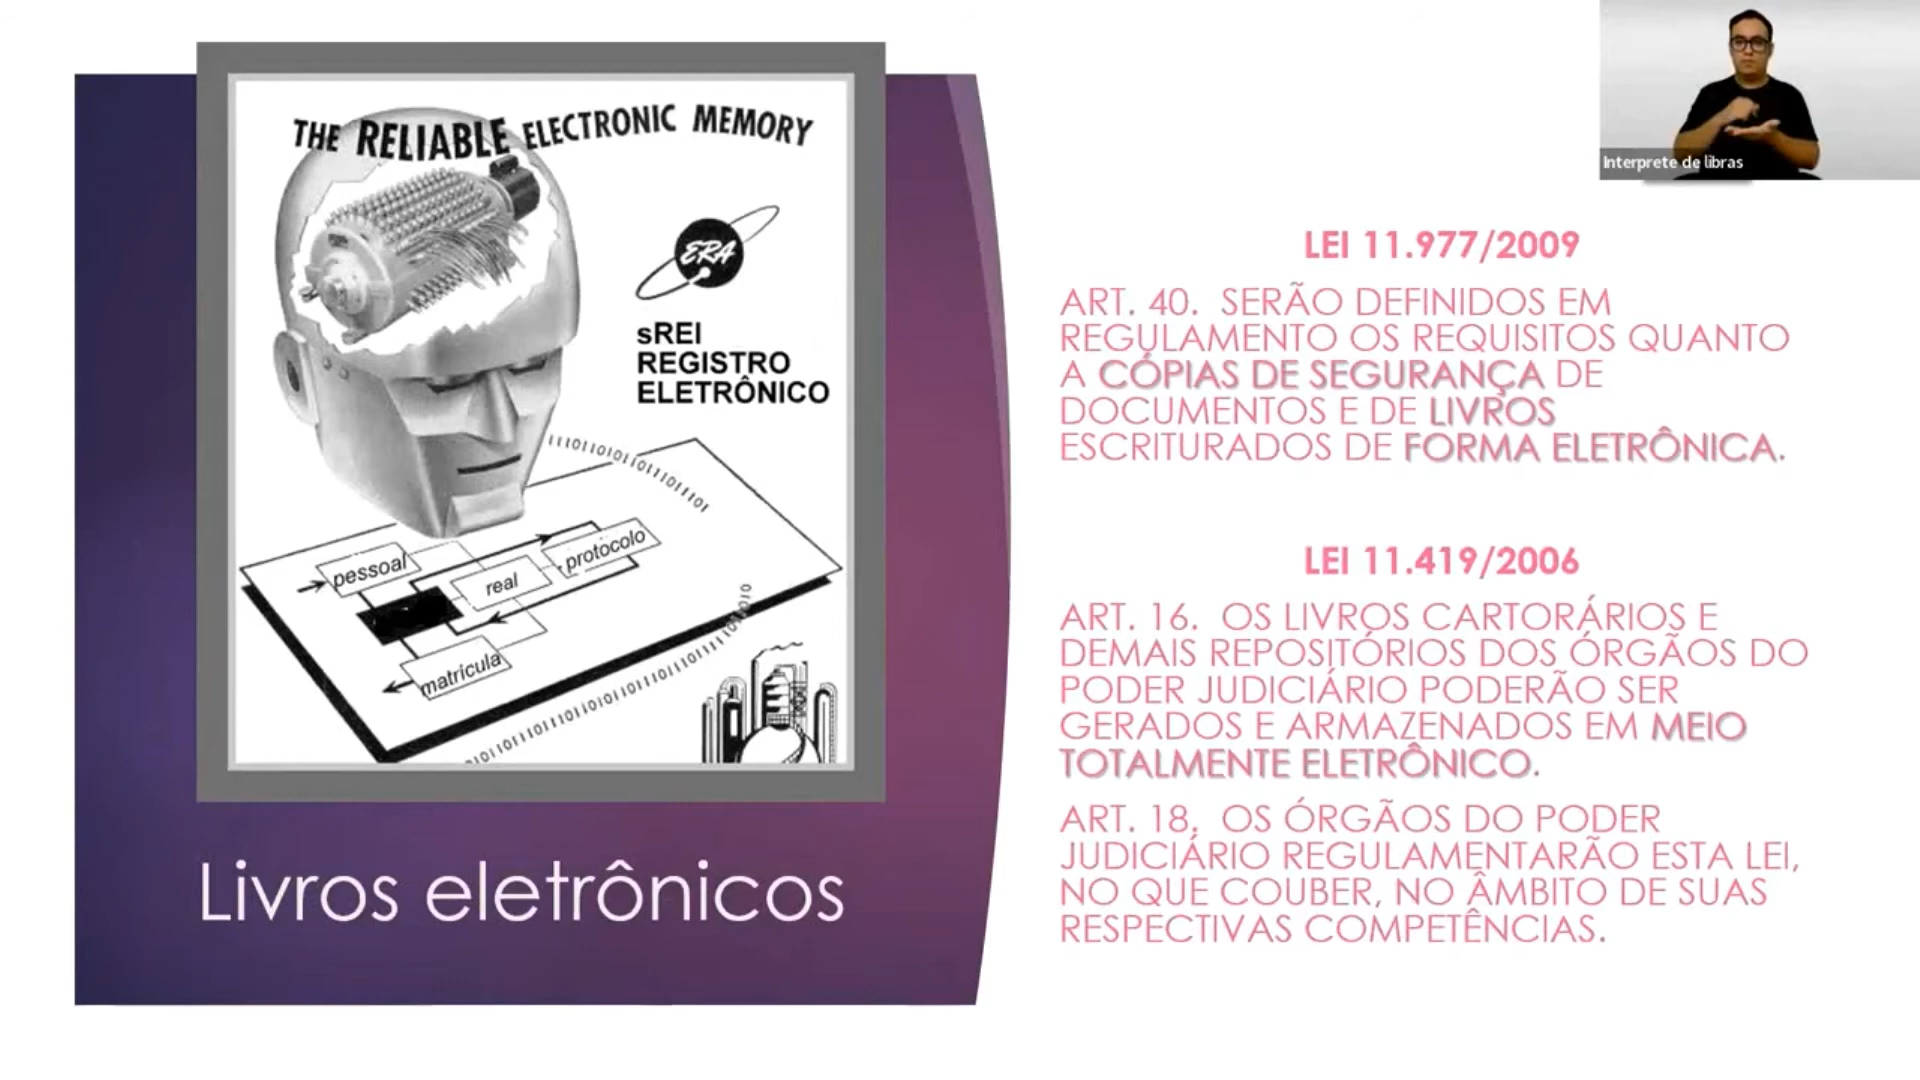 THE RELIABLE ELECTRONIC MEMORY
ERA
sREI
REGISTRO
ELETRÔNICO
pessoal
real
protocolo
matrícula
Livros eletrônicos
Interprete de libras
LEI 11.977/2009
ART. 40. SERÃO DEFINIDOS EM
REGULAMENTO OS REQUISITOS QUANTO
A CÓPIAS DE SEGURANÇA DE
DOCUMENTOS E DE LIVROS
ESCRITURADOS DE FORMA ELETRÔNICA.
LEI 11.419/2006
ART. 16. OS LIVROS CARTORÁRIOS E
DEMAIS REPOSITÓRIOS DOS ÓRGÃOS DO
PODER JUDICIÁRIO PODERÃO SER
GERADOS E ARMAZENADOS EM MEIO
TOTALMENTE ELETRÔNICO.
ART. 18. OS ÓRGÃOS DO PODER
JUDICIÁRIO REGULAMENTARÃO ESTA LEI,
NO QUE COUBER, NO ÂMBITO DE SUAS
RESPECTIVAS COMPETÊNCIAS.